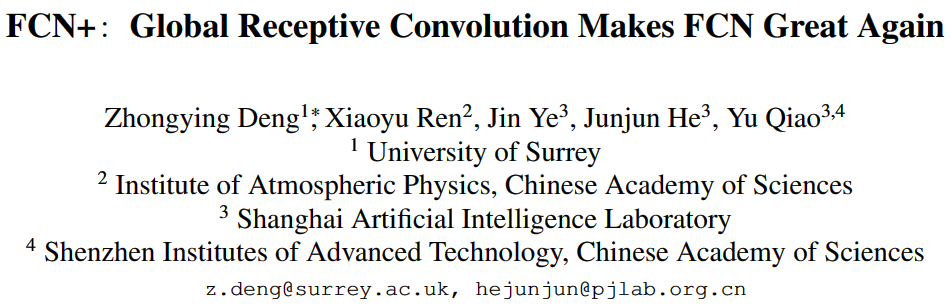 FCN+: Global Receptive Convolution Makes FCN Great Again
Zhongying Deng1*, Xiaoyu Ren2, Jin Ye3, Junjun He3, Yu Qiao3,4
1 University of Surrey
2 Institute of Atmospheric Physics, Chinese Academy of Sciences
3 Shanghai Artificial Intelligence Laboratory
4 Shenzhen Institutes of Advanced Technology, Chinese Academy of Sciences
z.deng@surrey.ac.uk, hejunjun@pjlab.org.cn